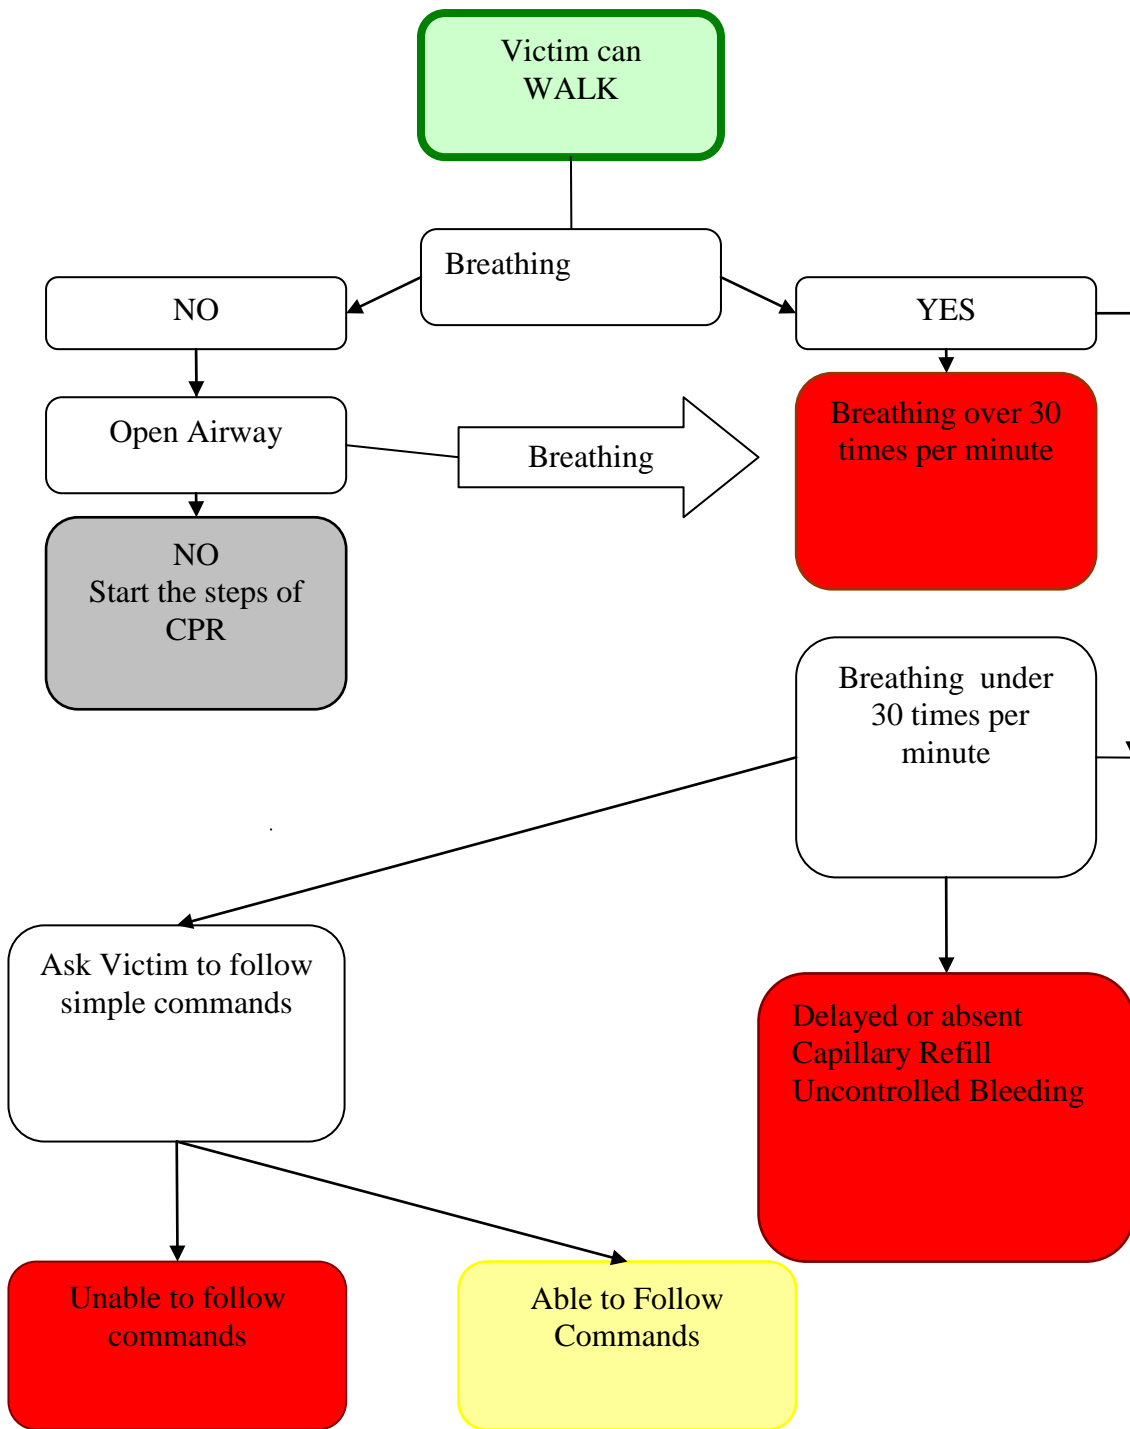 Victim can
WALK
Breathing
NO
YES
Open Airway
Breathing
Breathing over 30
times per minute
NO
Start the steps of
CPR
Breathing under
30 times per
minute
Ask Victim to follow
simple commands
Delayed or absent
Capillary Refill
Uncontrolled Bleeding
Unable to follow
commands
Able to Follow
Commands